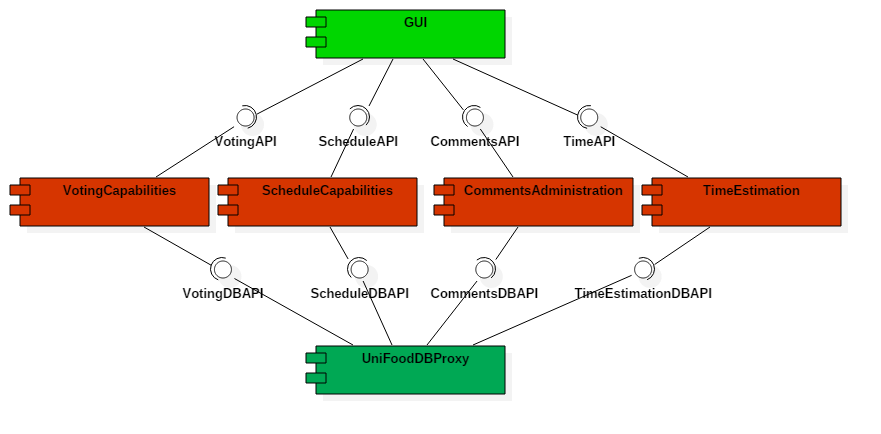 GUI
VotingAPI
ScheduleAPI
CommentsAPI
TimeAPI
VotingCapabilities
ScheduleCapabilities
CommentsAdministration
TimeEstimation
VotingDBAPI
ScheduleDBAPI
CommentsDBAPI
TimeEstimationDBAPI
UniFoodDBProxy